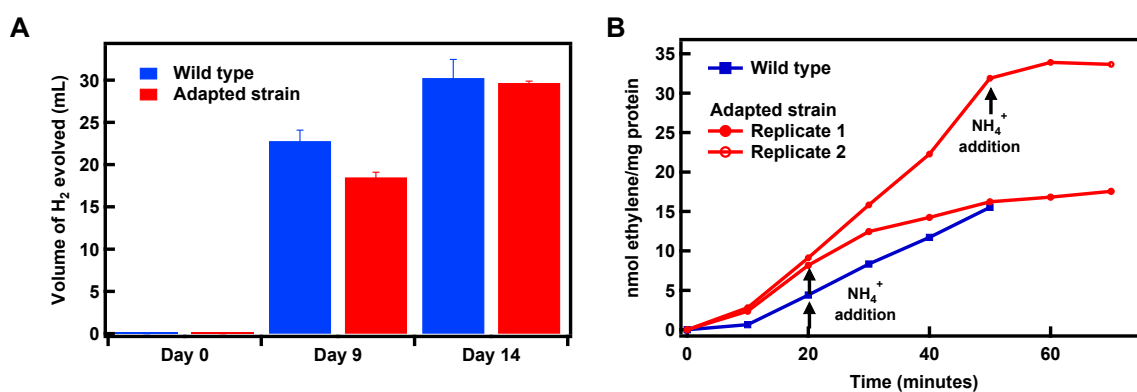 A
Volume of H2 evolved (mL)
30
25
20
15
10
5
0
Wild type
Adapted strain
Day 0
Day 9
Day 14
B
nmol ethylene/mg protein
35
30
25
20
15
10
5
0
Wild type
Adapted strain
Replicate 1
Replicate 2
NH4+
addition
NH4+
addition
0
20
40
60
Time (minutes)